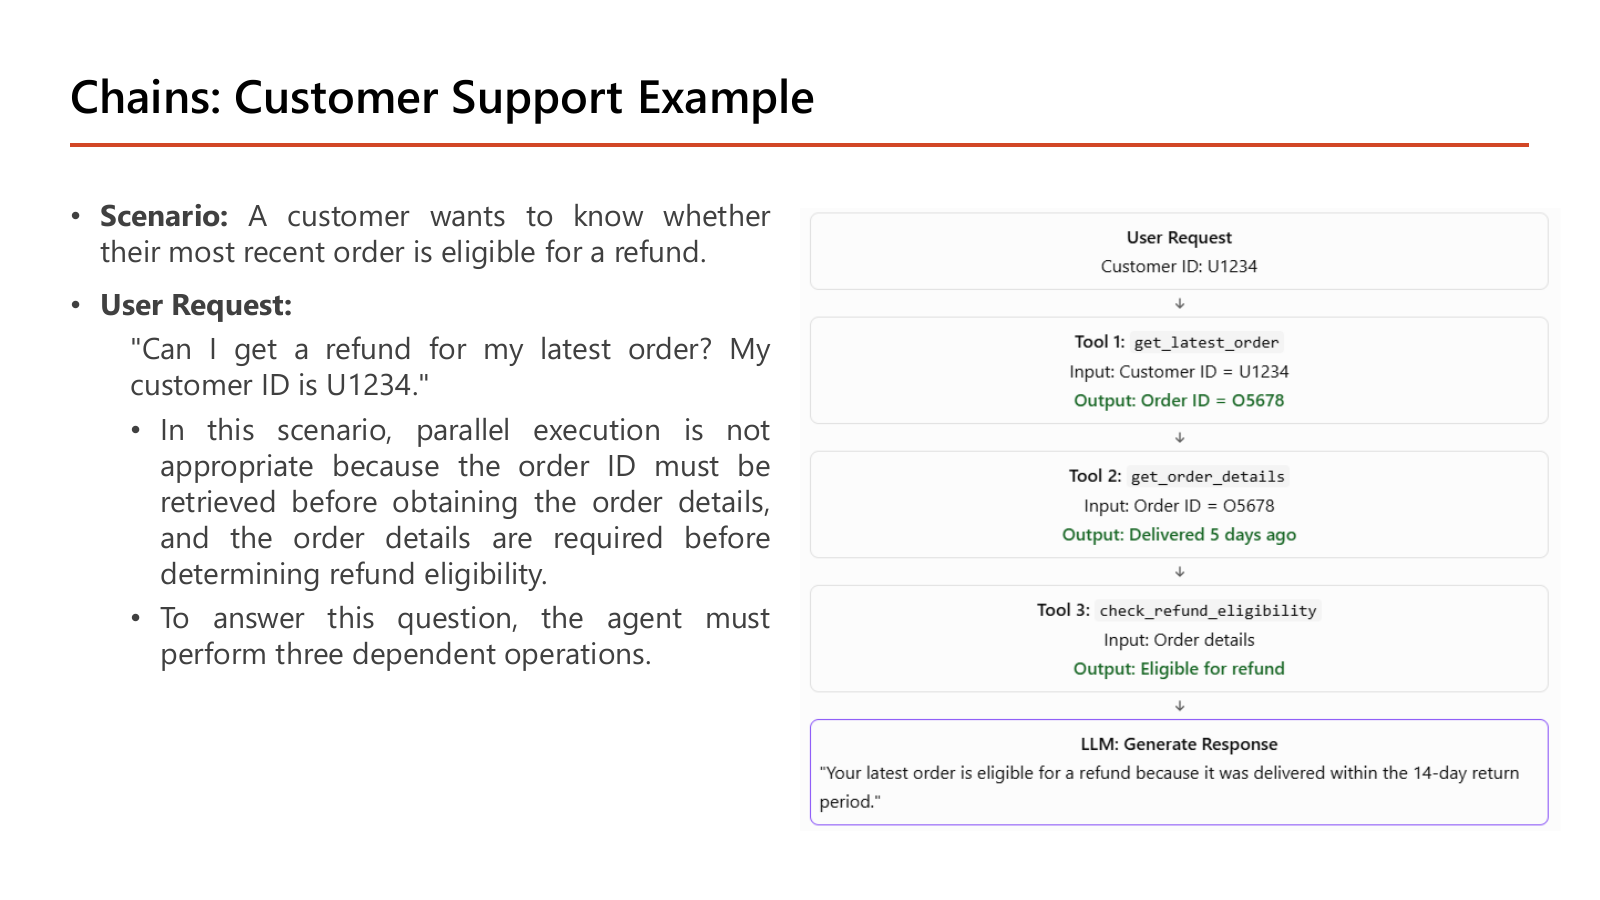 Chains: Customer Support Example
• Scenario: A customer wants to know whether
their most recent order is eligible for a refund.
• User Request:
"Can I get a refund for my latest order? My
customer ID is U1234."
• In this scenario, parallel execution is not
appropriate because the order ID must be
retrieved before obtaining the order details,
and the order details are required before
determining refund eligibility.
• To answer this question, the agent must
perform three dependent operations.
User Request
Customer ID: U1234
↓
Tool 1: get_latest_order
Input: Customer ID = U1234
Output: Order ID = O5678
↓
Tool 2: get_order_details
Input: Order ID = O5678
Output: Delivered 5 days ago
↓
Tool 3: check_refund_eligibility
Input: Order details
Output: Eligible for refund
↓
LLM: Generate Response
"Your latest order is eligible for a refund because it was delivered within the 14-day return
period."